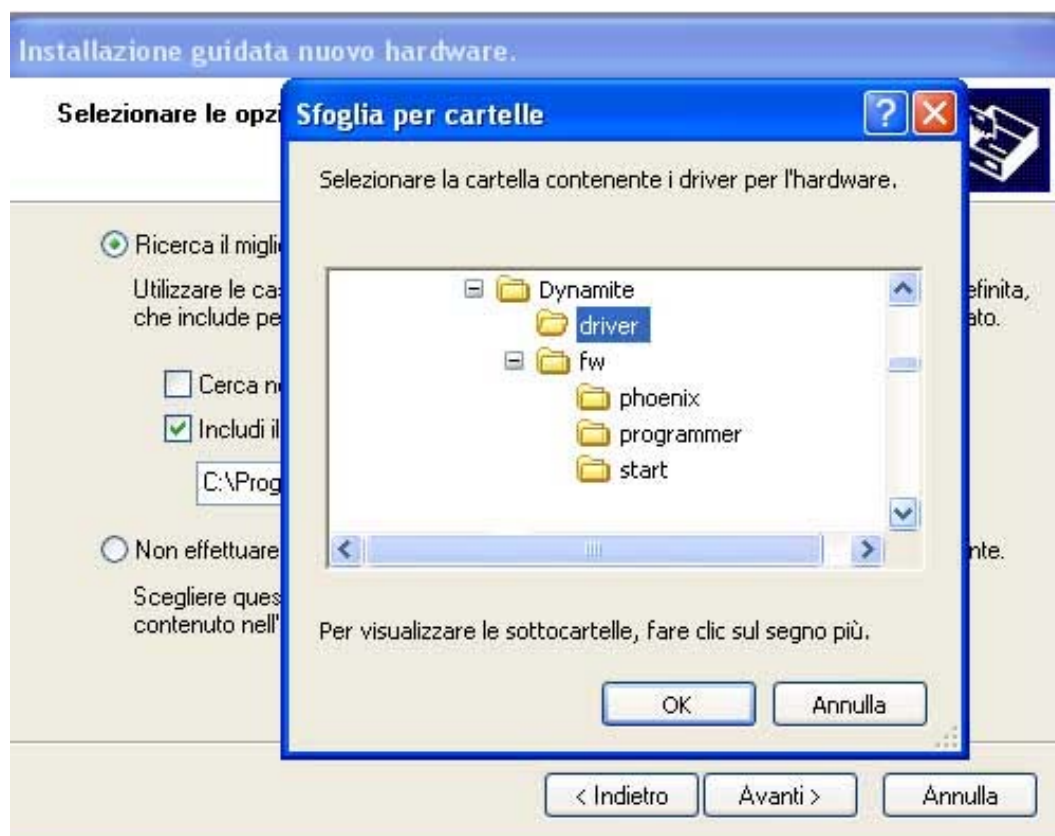 Installazione guidata nuovo hardware.
Selezionare le opzi
Sfoglia per cartelle
Selezionare la cartella contenente i driver per l'hardware.
Ricerca il migli
Utilizzare le ca efinita,
che include pe ato.
Dynamite
driver
fw
phoenix
programmer
start
Cerca n
Includi il
C:\Prog
Non effettuare nte.
Scegliere ques
contenuto nell'
Per visualizzare le sottocartelle, fare clic sul segno più.
OK Annulla
< Indietro Avanti > Annulla